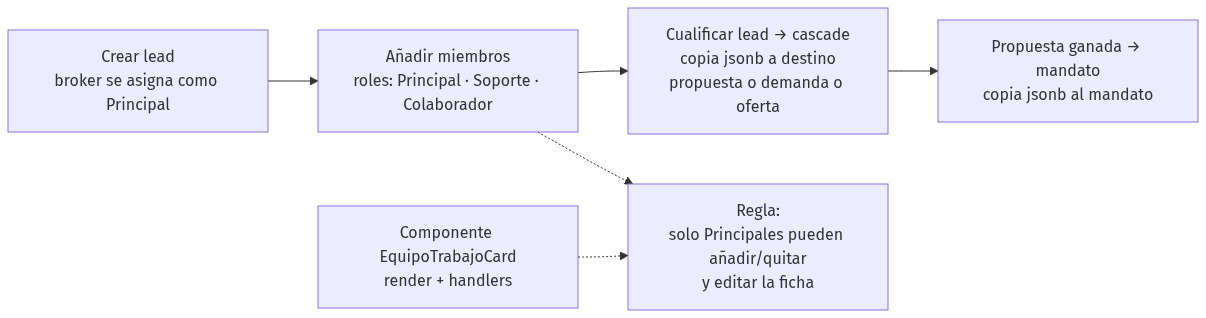 Crear lead
broker se asigna como
Principal
Añadir miembros
roles: Principal · Soporte ·
Colaborador
Cualificar lead → cascade
copia jsonb a destino
propuesta o demanda o
oferta
Propuesta ganada →
mandato
copia jsonb al mandato
Componente
EquipoTrabajoCard
render + handlers
Regla:
solo Principales pueden
añadir/quitar
y editar la ficha